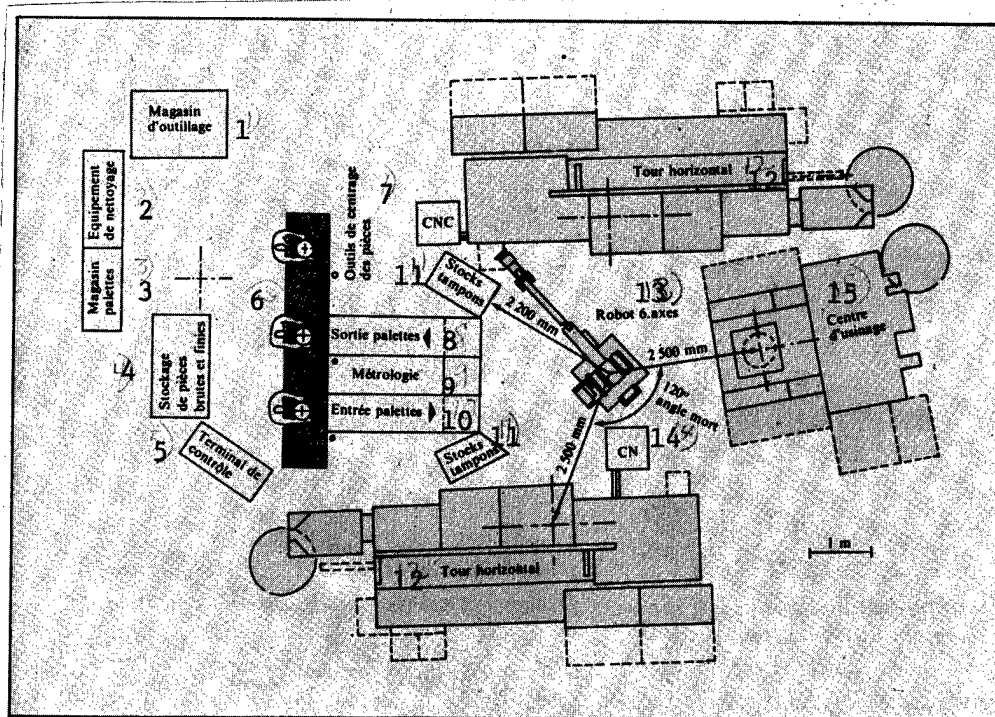 Magasin
d'outillage
1
Equipement
de nettoyage
2
Magasin
palettes
3
4
Stockage
de pièces
brutes et finies
5
Terminal de
contrôle
6
7
Outils de centrage
des pièces
Sortie palettes
8
Métrologie
9
Entrée palettes
10
CNC
11
Stocks
tampons
11
Stocks
tampons
Tour horizontal
12
2 200 mm
13
Robot 6 axes
2 500 mm
120°
angle mort
2 500 mm
14
CN
15
Centre
d'usinage
12
Tour horizontal
1 m